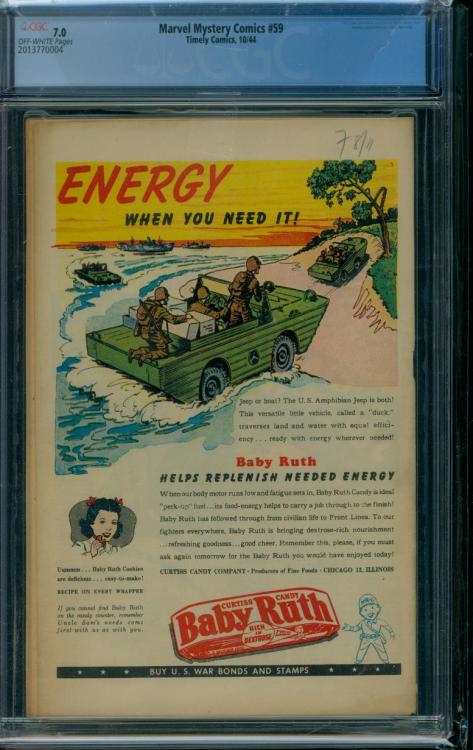 CGC 7.0
OFF-WHITE Pages
2013770004
Marvel Mystery Comics #59
Timely Comics, 10/44
ENERGY
WHEN YOU NEED IT!
Jeep or boat? The U. S. Amphibian Jeep is both!
This versatile little vehicle, called a "duck,"
traverses land and water with equal effici-
ency . . . ready with energy wherever needed!
Baby Ruth
HELPS REPLENISH NEEDED ENERGY
When our body motor runs low and fatigue sets in, Baby Ruth Candy is ideal
"perk-up" fuel...its food-energy helps to carry a job through to the finish!
Baby Ruth has followed through from civilian life to Front Lines. To our
fighters everywhere, Baby Ruth is bringing dextrose-rich nourishment
...refreshing goodness...good cheer. Remember this, please, if you must
ask again tomorrow for the Baby Ruth you would have enjoyed today!
CURTISS CANDY COMPANY • Producers of Fine Foods • CHICAGO 13, ILLINOIS
Ummmm... Baby Ruth Cookies
are delicious... easy-to-make!
RECIPE ON EVERY WRAPPER
If you cannot find Baby Ruth
on the candy counter, remember
Uncle Sam's needs come
first with us as with you.
CURTISS CANDY
Baby Ruth
RICH IN DEXTROSE
BUY U. S. WAR BONDS AND STAMPS